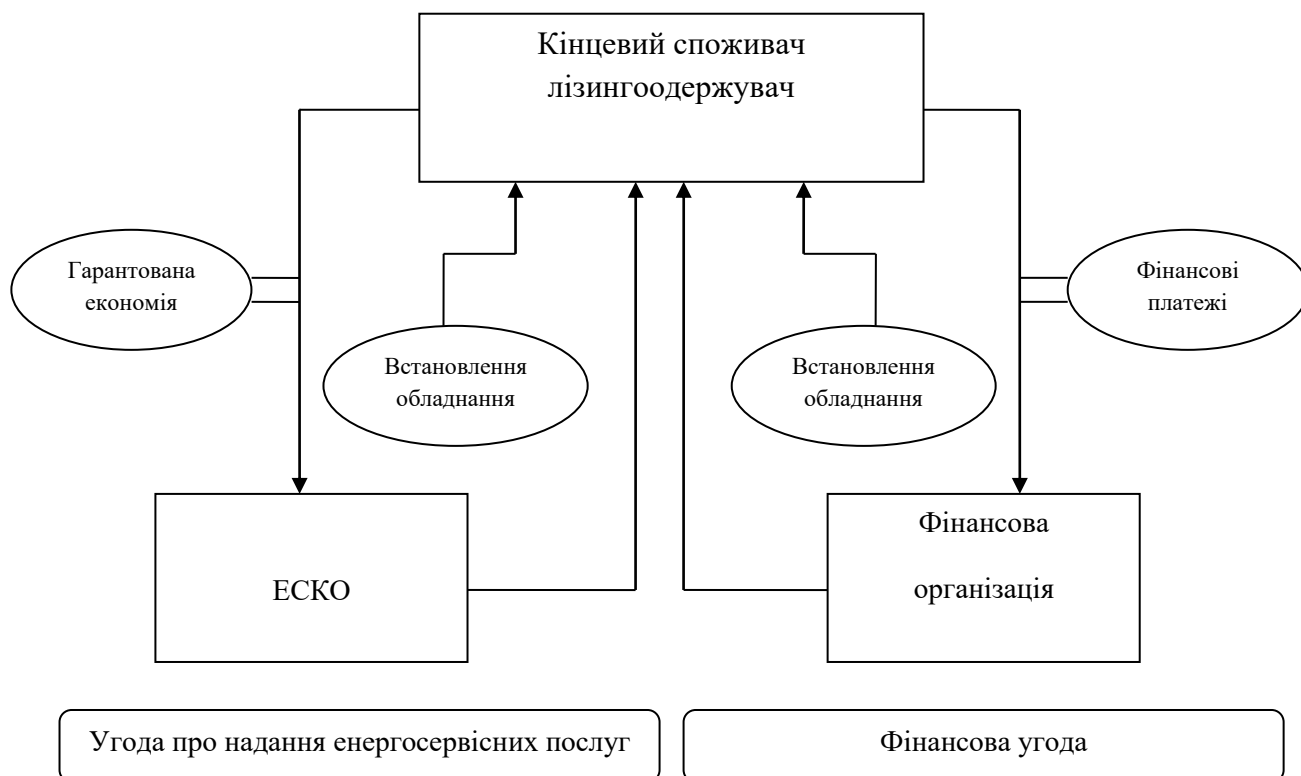 Кінцевий споживач
лізингоодержувач
Гарантована
економія
Фінансові
платежі
Встановлення
обладнання
Встановлення
обладнання
ЕСКО
Фінансова
організація
Угода про надання енергосервісних послуг
Фінансова угода